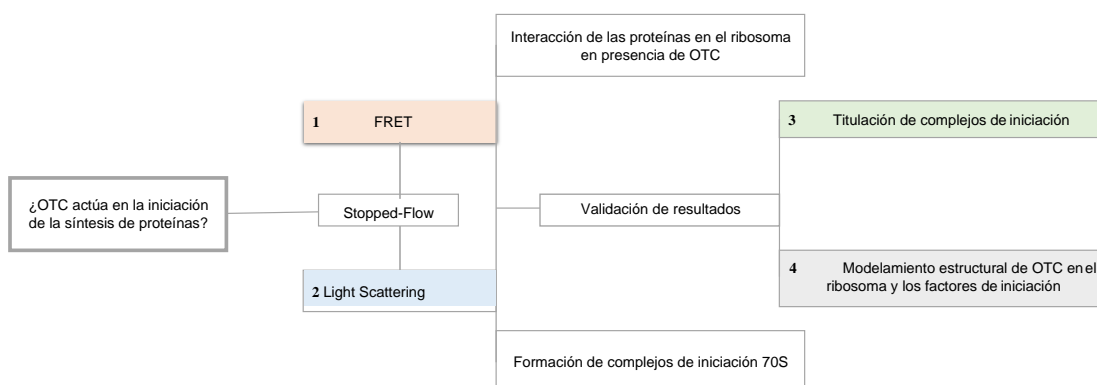 Interacción de las proteínas en el ribosoma
en presencia de OTC
1 FRET
3 Titulación de complejos de iniciación
¿OTC actúa en la iniciación
de la síntesis de proteínas?
Stopped-Flow
Validación de resultados
2 Light Scattering
4 Modelamiento estructural de OTC en el
ribosoma y los factores de iniciación
Formación de complejos de iniciación 70S